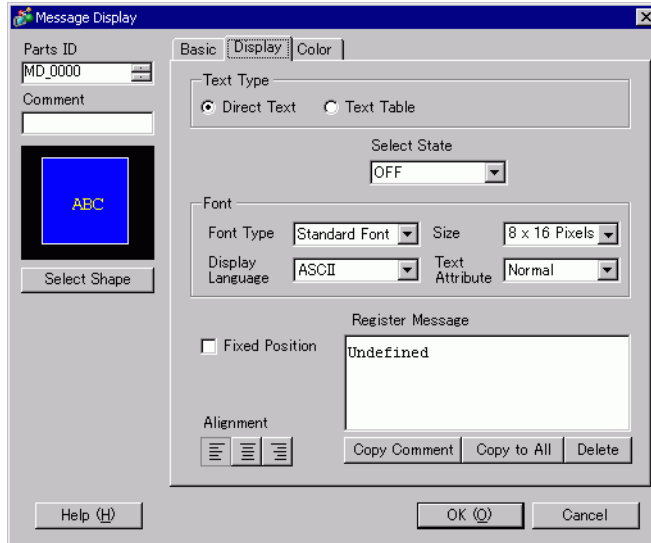 Message Display
Parts ID
MD_0000
Comment
ABC
Select Shape
Basic
Display
Color
Text Type
Direct Text
Text Table
Select State
OFF
Font
Font Type
Standard Font
Size
8 x 16 Pixels
Display
Language
ASCII
Text
Attribute
Normal
Fixed Position
Register Message
Undefined
Alignment
Copy Comment
Copy to All
Delete
Help (H)
OK (O)
Cancel